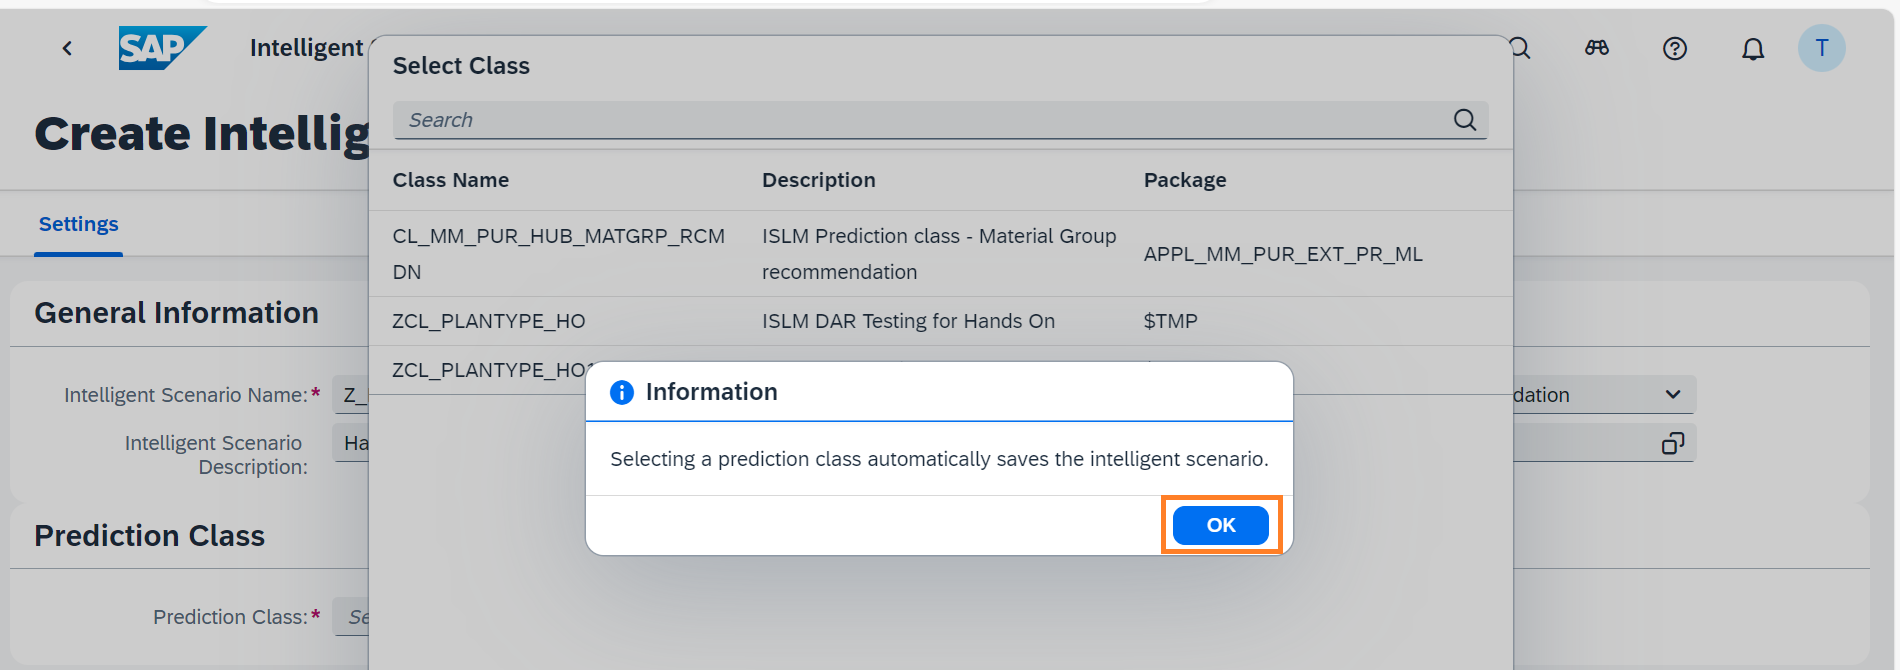 SAP
Intelligent
T
Create Intellig
Select Class
Search
Class Name Description Package
CL_MM_PUR_HUB_MATGRP_RCM
DN
ISLM Prediction class - Material Group
recommendation
APPL_MM_PUR_EXT_PR_ML
ZCL_PLANTYPE_HO ISLM DAR Testing for Hands On $TMP
ZCL_PLANTYPE_HO
Settings
General Information
Intelligent Scenario Name:* Z_
dation
Intelligent Scenario
Description:
Ha
Information
Selecting a prediction class automatically saves the intelligent scenario.
OK
Prediction Class
Prediction Class:* Se